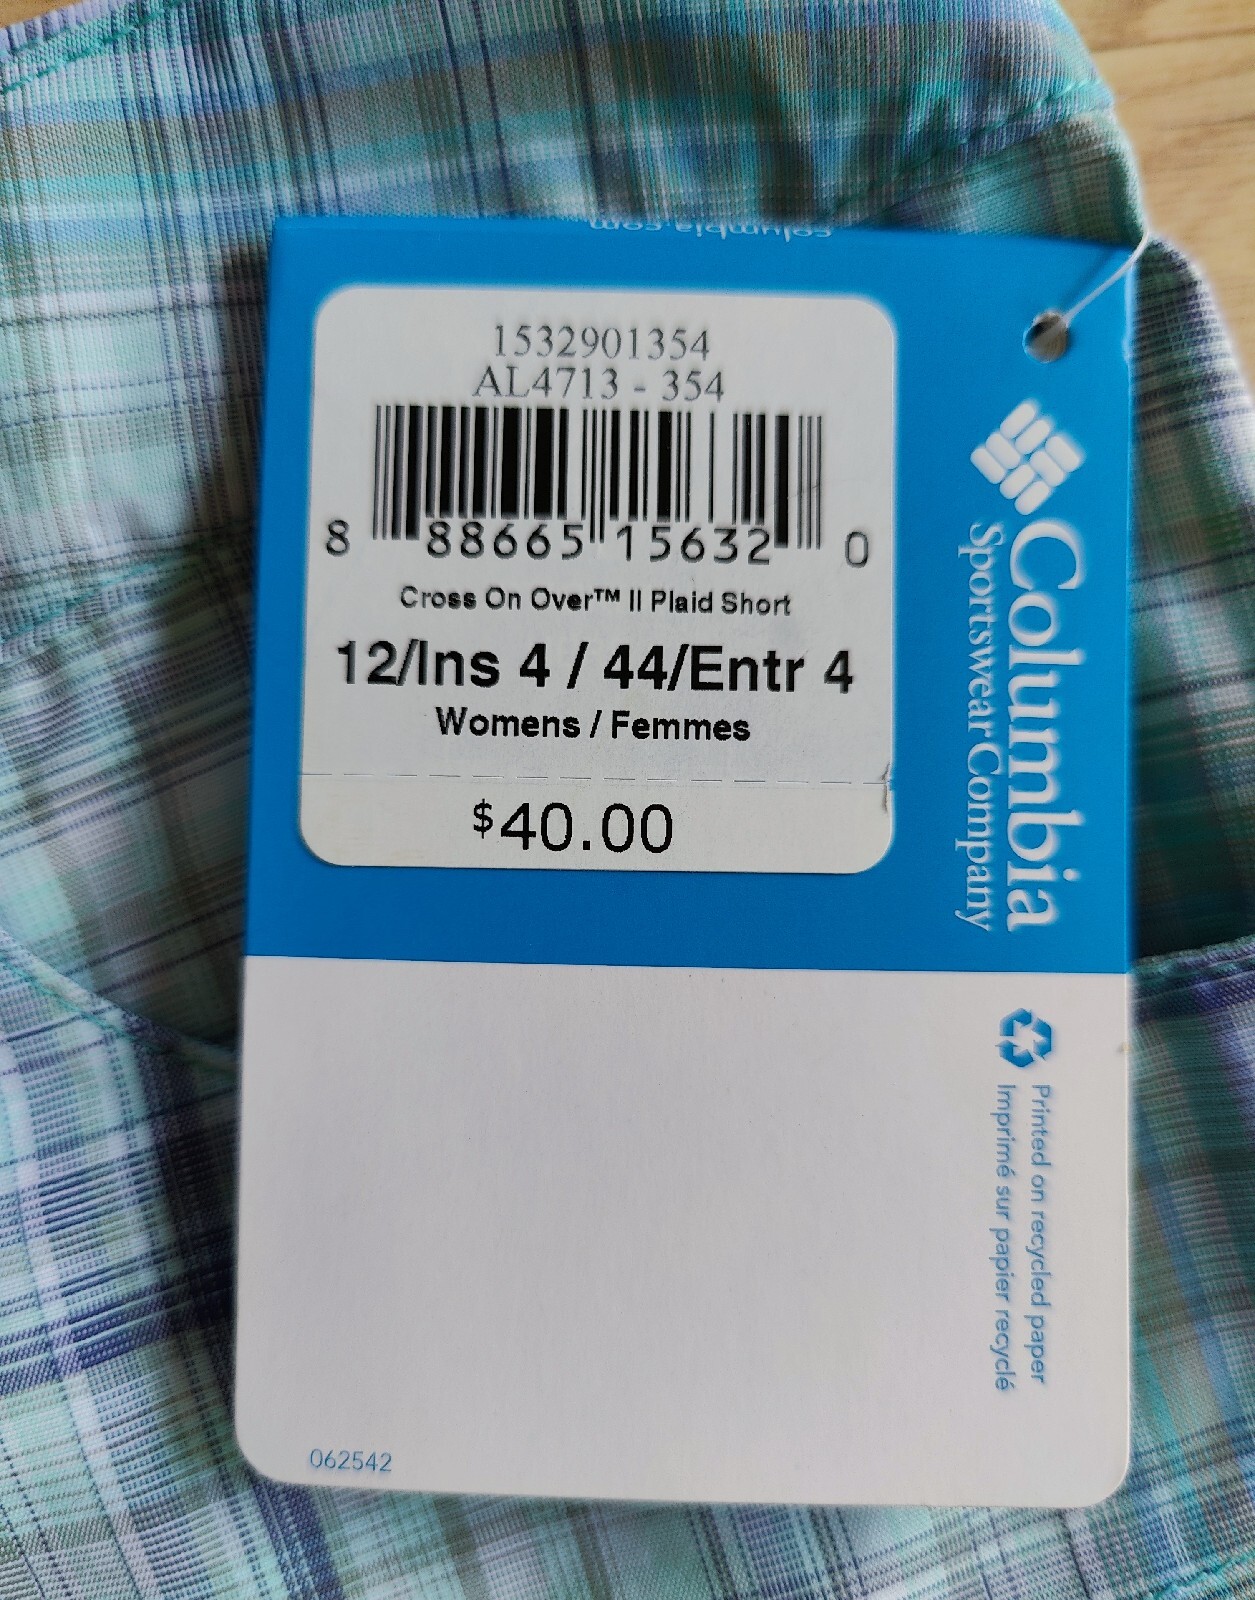 columbia.com
1532901354
AL4713 - 354
8 88665 15632 0
Cross On Over™ II Plaid Short
12/Ins 4 / 44/Entr 4
Womens / Femmes
$40.00
Columbia
Sportswear Company
Printed on recycled paper
Imprimé sur papier recyclé
062542